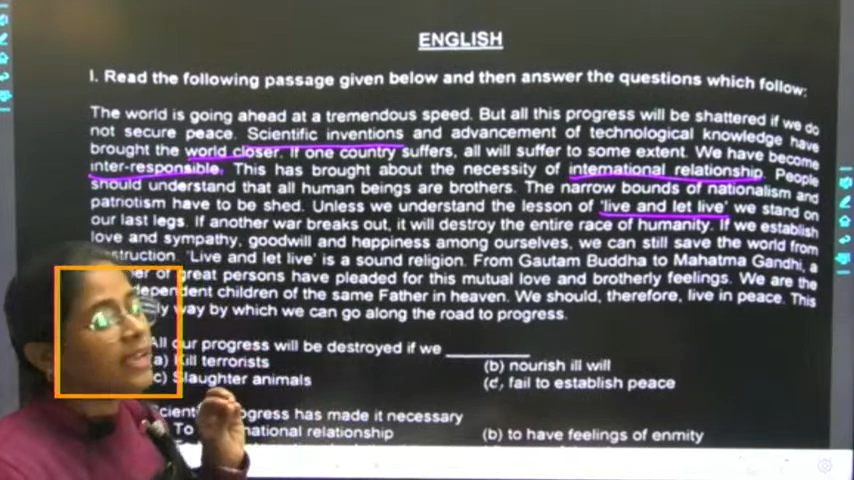 ENGLISH
I. Read the following passage given below and then answer the questions which follow:
The world is going ahead at a tremendous speed. But all this progress will be shattered if we do
not secure peace. Scientific inventions and advancement of technological knowledge have
brought the world closer. If one country suffers, all will suffer to some extent. We have become
inter-responsible. This has brought about the necessity of international relationship. People
should understand that all human beings are brothers. The narrow bounds of nationalism and
patriotism have to be shed. Unless we understand the lesson of 'live and let live' we stand on
our last legs. If another war breaks out, it will destroy the entire race of humanity. If we establish
love and sympathy, goodwill and happiness among ourselves, we can still save the world from
struction. 'Live and let live' is a sound religion. From Gautam Buddha to Mahatma Gandhi, a
er of great persons have pleaded for this mutual love and brotherly feelings. We are the
dependent children of the same Father in heaven. We should, therefore, live in peace. This
ly way by which we can go along the road to progress.
All our progress will be destroyed if we ________
(a) Kill terrorists (b) nourish ill will
c) Slaughter animals (d, fail to establish peace
Scienti ogress has made it necessary
To national relationship (b) to have feelings of enmity